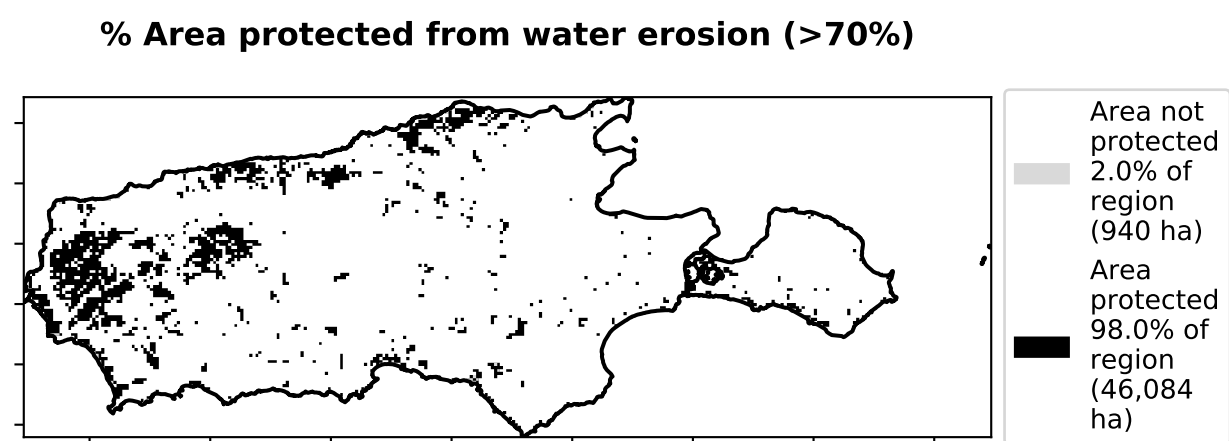 % Area protected from water erosion (>70%)
Area not
protected
2.0% of
region
(940 ha)
Area
protected
98.0% of
region
(46,084
ha)